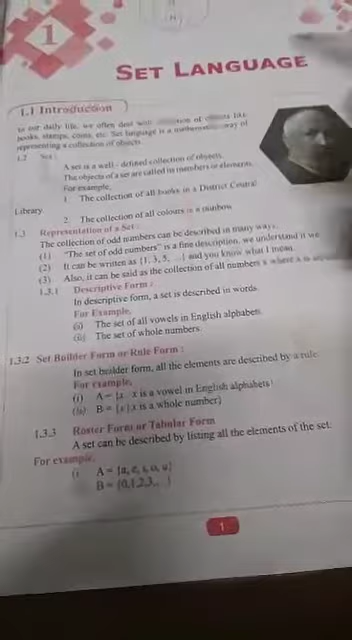 1
SET LANGUAGE
1.1 Introduction
In our daily life, we often deal with of like
books, stamps, coins, etc. Set language is a way of
representing a collection of objects.
1.2 Set :
A set is a well - defined collection of objects.
The objects of a set are called its members or elements.
For example,
1. The collection of all books in a District Central
Library.
2. The collection of all colours in a rainbow.
1.3 Representation of a Set :
The collection of odd numbers can be described in many ways.
(1) "The set of odd numbers" is a fine description, we understand it we
(2) It can be written as {1, 3, 5, ...} and you know what I mean.
(3) Also, it can be said as the collection of all numbers x where x is
1.3.1 Descriptive Form :
In descriptive form, a set is described in words.
For Example,
(i) The set of all vowels in English alphabets.
(ii) The set of whole numbers.
1.3.2 Set Builder Form or Rule Form :
In set builder form, all the elements are described by a rule.
For example,
(i) A = {x : x is a vowel in English alphabets}
(ii) B = {x | x is a whole number}
1.3.3 Roster Form or Tabular Form
A set can be described by listing all the elements of the set.
For example,
(i) A = {a, e, i, o, u}
B = {0,1,2,3,...}
1